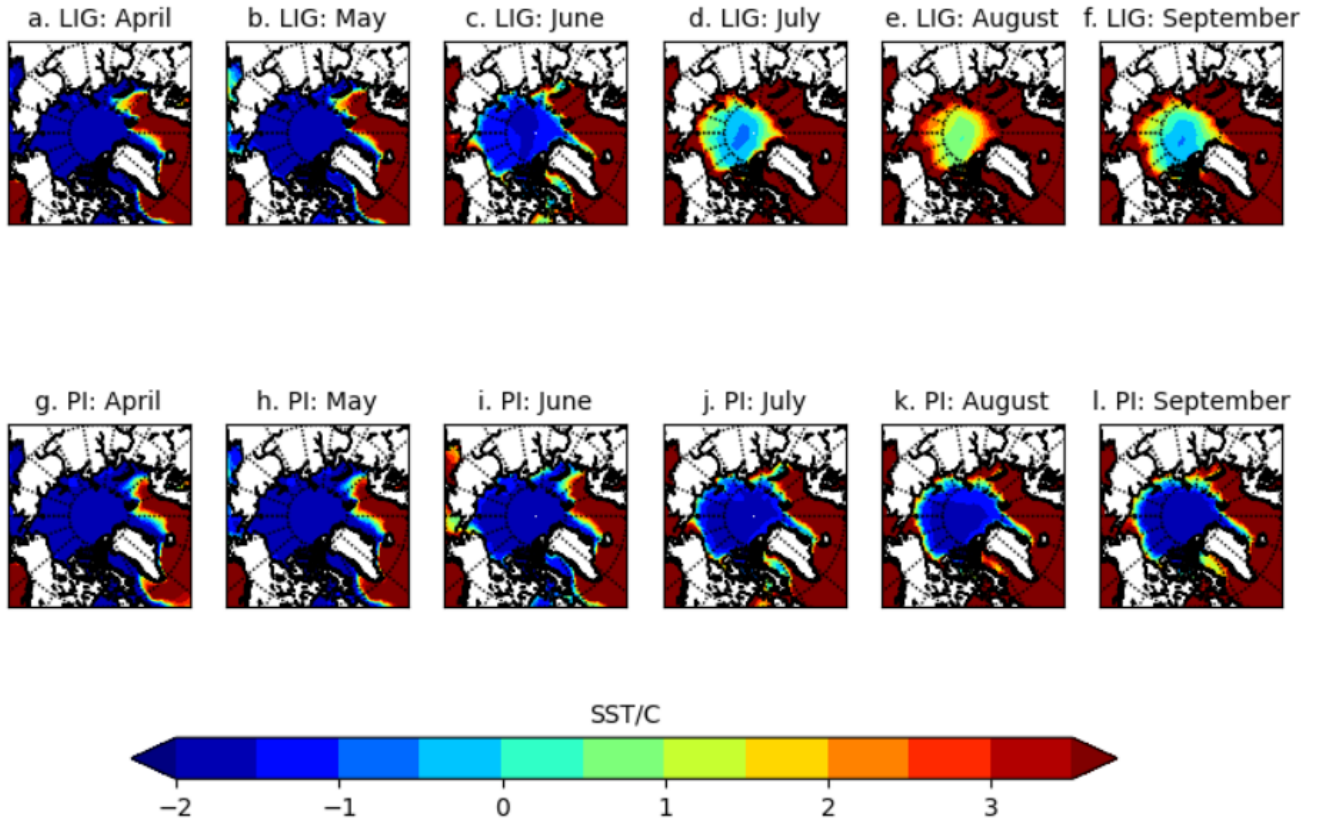 a. LIG: April b. LIG: May c. LIG: June d. LIG: July e. LIG: August f. LIG: September
g. PI: April h. PI: May i. PI: June j. PI: July k. PI: August l. PI: September
SST/C
−2 −1 0 1 2 3